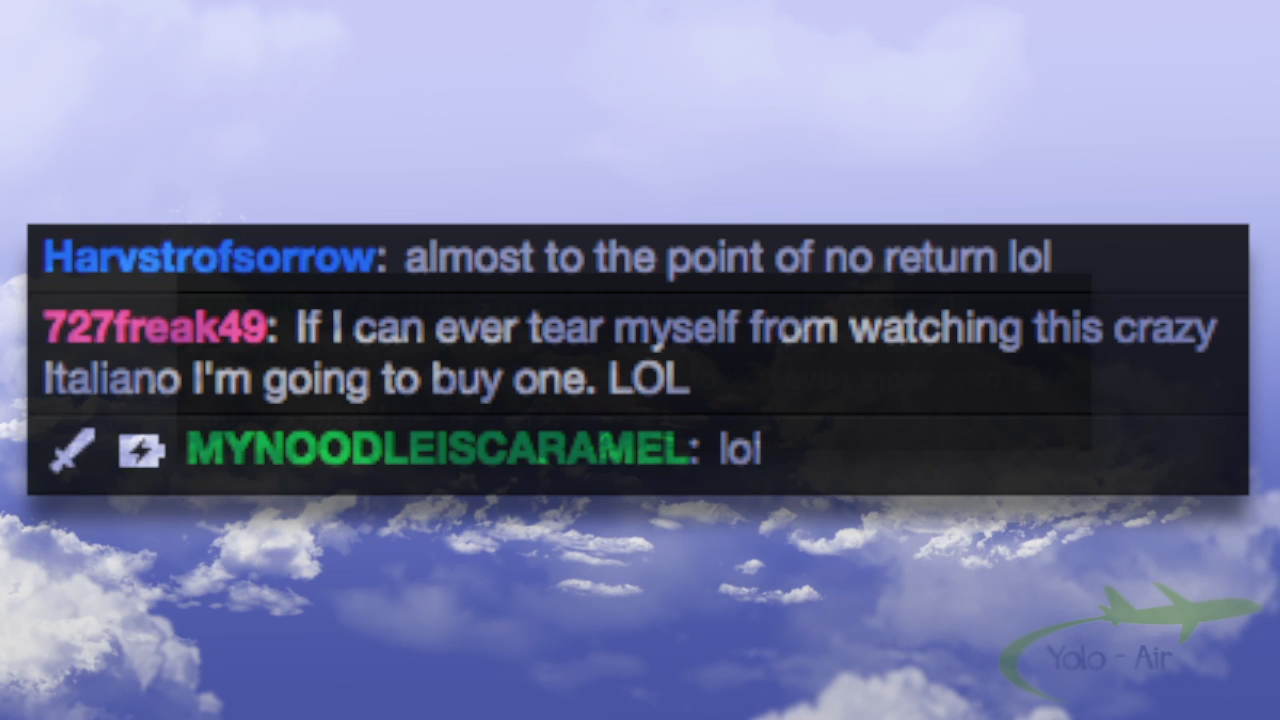 Harvstrofsorrow: almost to the point of no return lol
727freak49: If I can ever tear myself from watching this crazy
Italiano I'm going to buy one. LOL
MYNOODLEISCARAMEL: lol
Yolo - Air